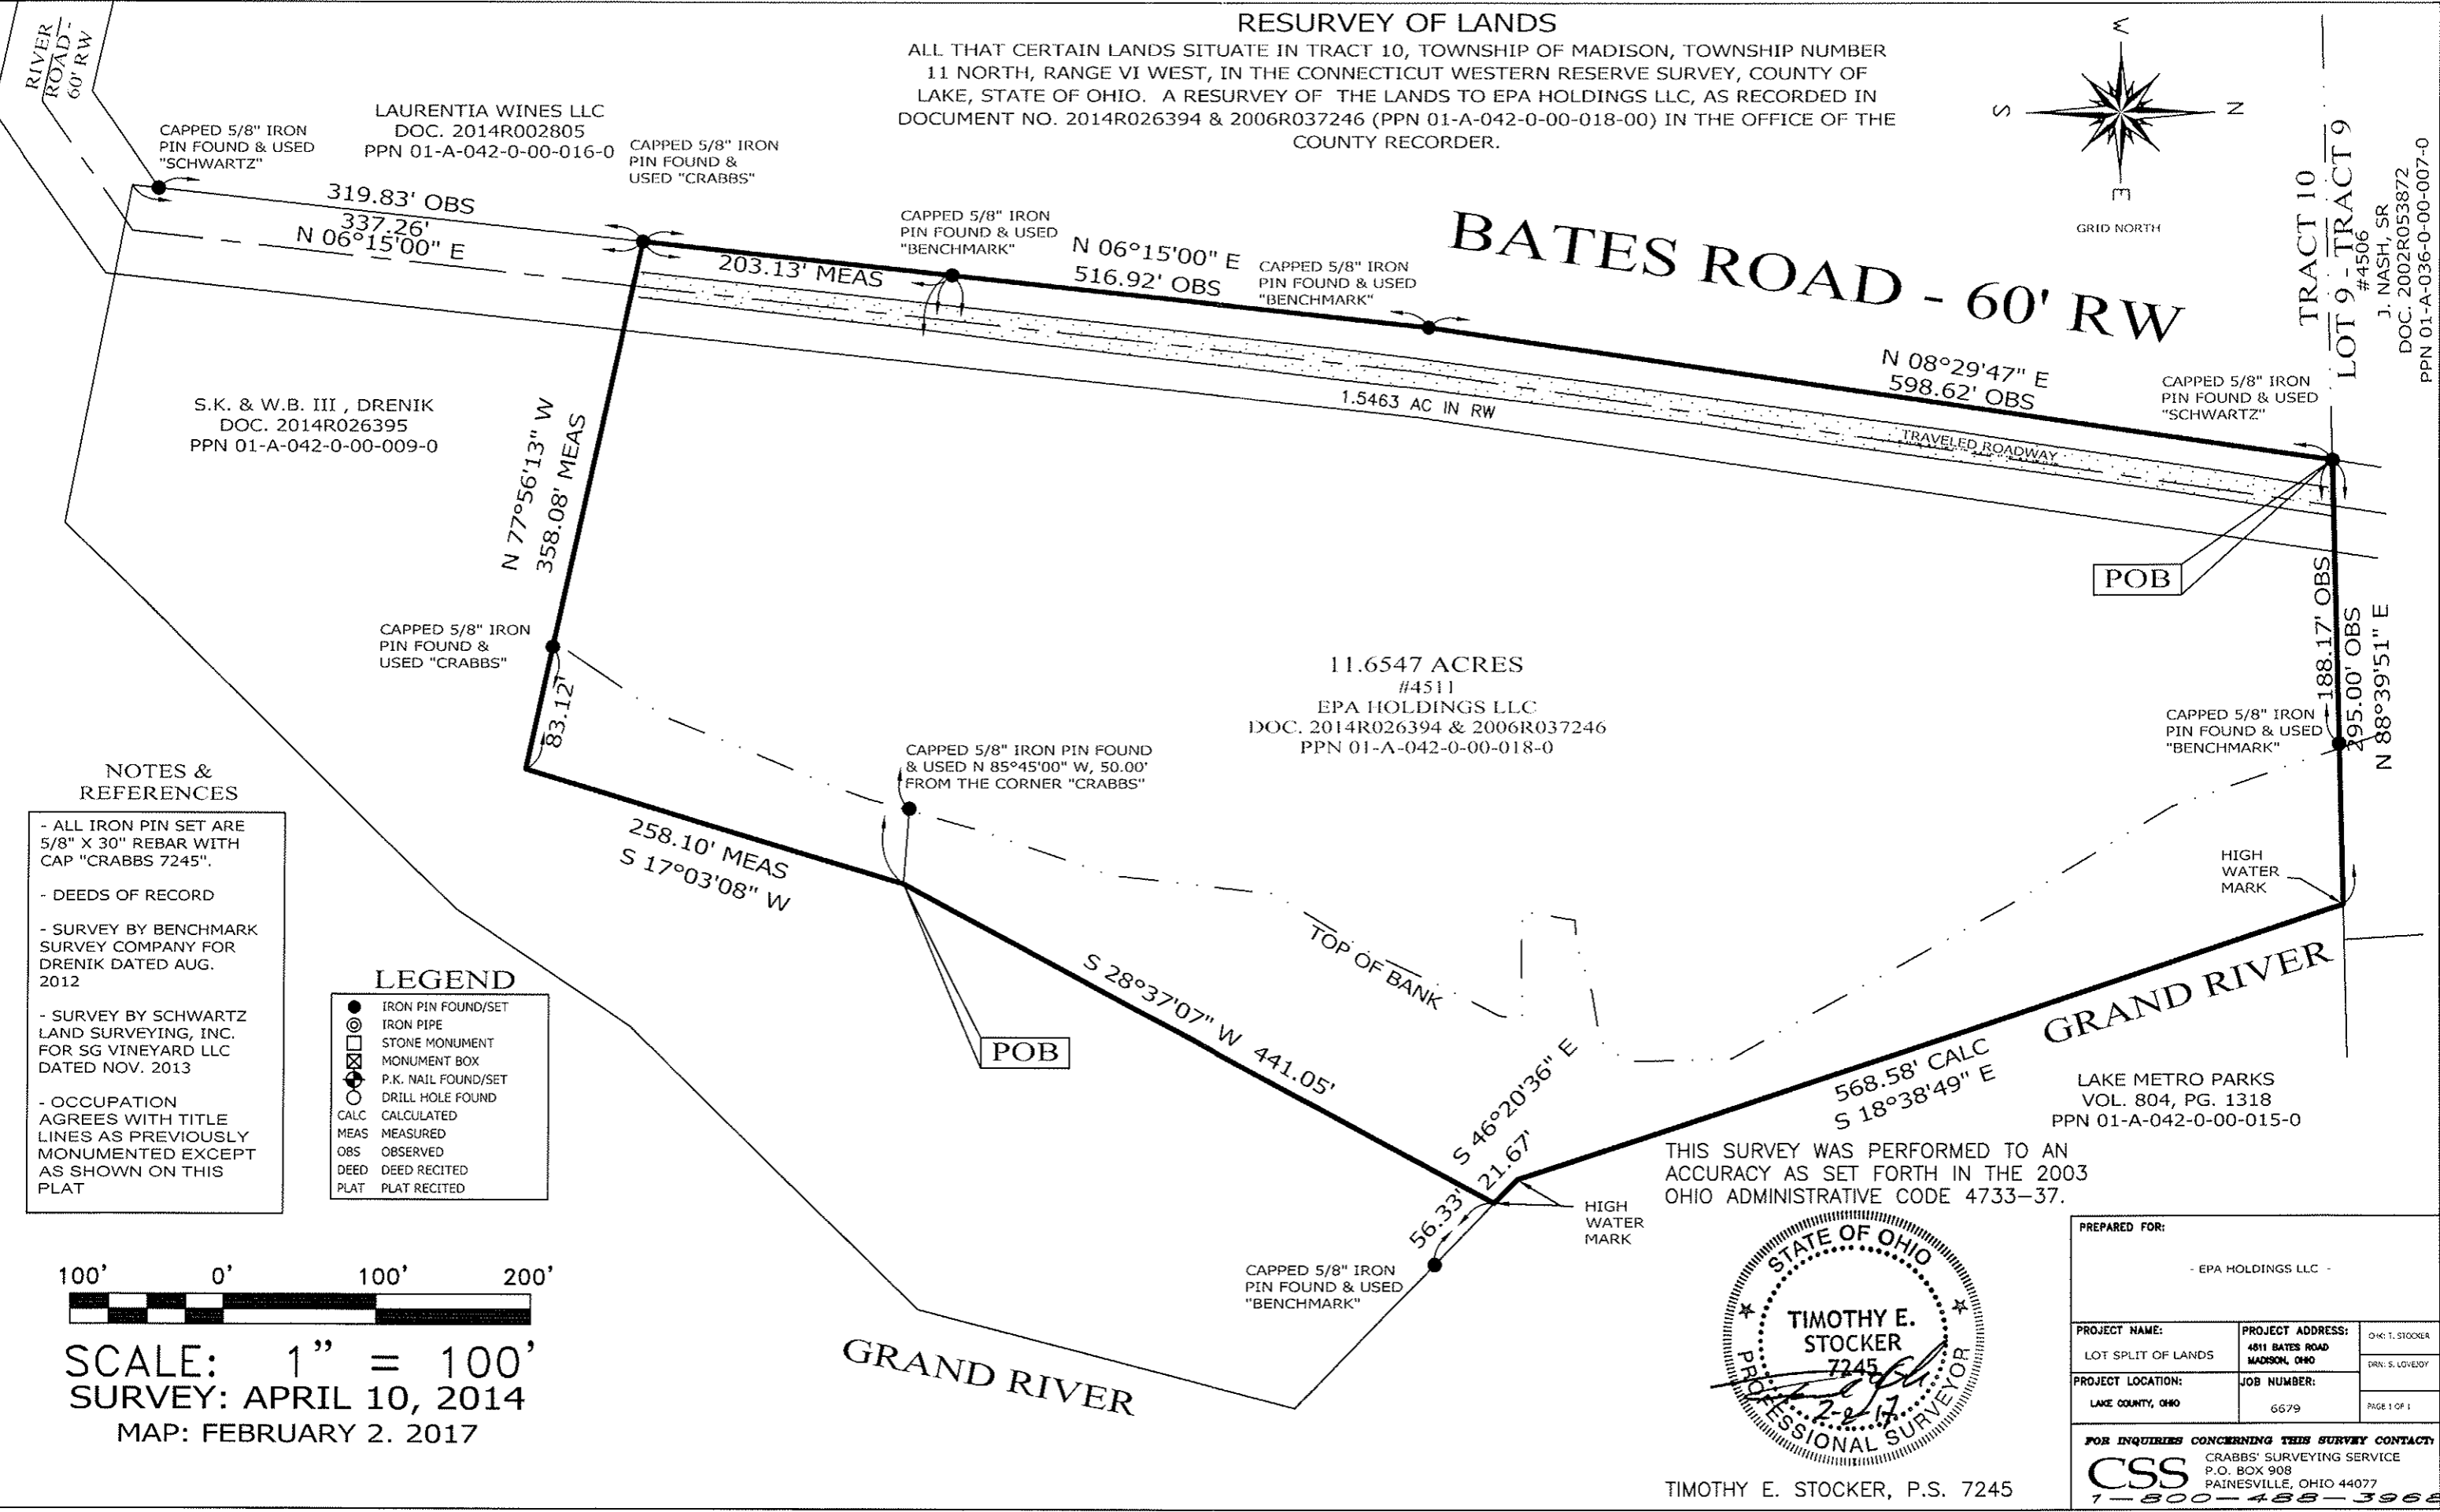 RESURVEY OF LANDS
ALL THAT CERTAIN LANDS SITUATE IN TRACT 10, TOWNSHIP OF MADISON, TOWNSHIP NUMBER
11 NORTH, RANGE VI WEST, IN THE CONNECTICUT WESTERN RESERVE SURVEY, COUNTY OF
LAKE, STATE OF OHIO. A RESURVEY OF THE LANDS TO EPA HOLDINGS LLC, AS RECORDED IN
DOCUMENT NO. 2014R026394 & 2006R037246 (PPN 01-A-042-0-00-018-00) IN THE OFFICE OF THE
COUNTY RECORDER.
W
S
N
E
GRID NORTH
RIVER
ROAD -
60' RW
CAPPED 5/8" IRON
PIN FOUND & USED
"SCHWARTZ"
LAURENTIA WINES LLC
DOC. 2014R002805
PPN 01-A-042-0-00-016-0
CAPPED 5/8" IRON
PIN FOUND &
USED "CRABBS"
319.83' OBS
337.26'
N 06°15'00" E
CAPPED 5/8" IRON
PIN FOUND & USED
"BENCHMARK"
203.13' MEAS
N 06°15'00" E
516.92' OBS
CAPPED 5/8" IRON
PIN FOUND & USED
"BENCHMARK"
BATES ROAD - 60' RW
N 08°29'47" E
598.62' OBS
TRACT 10
LOT 9 - TRACT 9
#4506
J. NASH, SR
DOC. 2002R053872
PPN 01-A-036-0-00-007-0
CAPPED 5/8" IRON
PIN FOUND & USED
"SCHWARTZ"
1.5463 AC IN RW
TRAVELED ROADWAY
S.K. & W.B. III , DRENIK
DOC. 2014R026395
PPN 01-A-042-0-00-009-0
N 77°56'13" W
358.08' MEAS
POB
188.17' OBS
295.00' OBS
N 88°39'51" E
CAPPED 5/8" IRON
PIN FOUND &
USED "CRABBS"
83.12'
11.6547 ACRES
#4511
EPA HOLDINGS LLC
DOC. 2014R026394 & 2006R037246
PPN 01-A-042-0-00-018-0
CAPPED 5/8" IRON
PIN FOUND & USED
"BENCHMARK"
CAPPED 5/8" IRON PIN FOUND
& USED N 85°45'00" W, 50.00'
FROM THE CORNER "CRABBS"
258.10' MEAS
S 17°03'08" W
HIGH
WATER
MARK
NOTES &
REFERENCES
- ALL IRON PIN SET ARE
5/8" X 30" REBAR WITH
CAP "CRABBS 7245".
- DEEDS OF RECORD
- SURVEY BY BENCHMARK
SURVEY COMPANY FOR
DRENIK DATED AUG.
2012
- SURVEY BY SCHWARTZ
LAND SURVEYING, INC.
FOR SG VINEYARD LLC
DATED NOV. 2013
- OCCUPATION
AGREES WITH TITLE
LINES AS PREVIOUSLY
MONUMENTED EXCEPT
AS SHOWN ON THIS
PLAT
LEGEND
IRON PIN FOUND/SET
IRON PIPE
STONE MONUMENT
MONUMENT BOX
P.K. NAIL FOUND/SET
DRILL HOLE FOUND
CALC CALCULATED
MEAS MEASURED
OBS OBSERVED
DEED DEED RECITED
PLAT PLAT RECITED
POB
TOP OF BANK
S 28°37'07" W 441.05'
S 46°20'36" E
21.67'
56.33'
568.58' CALC
S 18°38'49" E
GRAND RIVER
LAKE METRO PARKS
VOL. 804, PG. 1318
PPN 01-A-042-0-00-015-0
HIGH
WATER
MARK
CAPPED 5/8" IRON
PIN FOUND & USED
"BENCHMARK"
GRAND RIVER
THIS SURVEY WAS PERFORMED TO AN
ACCURACY AS SET FORTH IN THE 2003
OHIO ADMINISTRATIVE CODE 4733-37.
STATE OF OHIO
TIMOTHY E.
STOCKER
7245
2-2-17
PROFESSIONAL SURVEYOR
TIMOTHY E. STOCKER, P.S. 7245
100' 0' 100' 200'
SCALE: 1" = 100'
SURVEY: APRIL 10, 2014
MAP: FEBRUARY 2. 2017
PREPARED FOR:
- EPA HOLDINGS LLC -
PROJECT NAME:
LOT SPLIT OF LANDS
PROJECT ADDRESS:
4511 BATES ROAD
MADISON, OHIO
CHK: T. STOCKER
DRN: S. LOVEJOY
PROJECT LOCATION:
LAKE COUNTY, OHIO
JOB NUMBER:
6679
PAGE 1 OF 1
FOR INQUIRIES CONCERNING THIS SURVEY CONTACT:
CSS
CRABBS' SURVEYING SERVICE
P.O. BOX 908
PAINESVILLE, OHIO 44077
1-800-488-3968